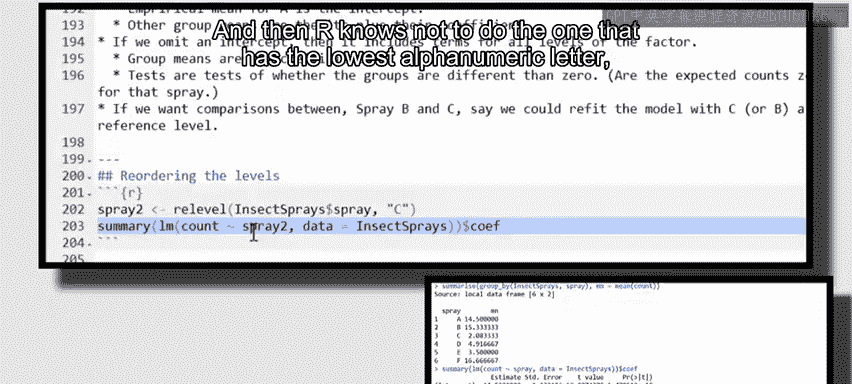 And then R knows not to do the one that
has the lowest alphanumeric letter,
193 * Other group
194 * If we omit an intercept, then it includes terms for all levels of the factor.
195 * Group means are
196 * Tests are tests of whether the groups are different than zero. (Are the expected counts z
for that spray.)
197 * If we want comparisons between, Spray B and C, say we could refit the model with C (or B) a
reference level.
198
199 ---
200 ## Reordering the levels
201 ```{r}
202 spray2 <- relevel(InsectSprays$spray, "C")
203 summary(lm(count ~ spray2, data = InsectSprays))$coef
204 ```
205
> summarise(group_by(InsectSprays, spray), mn = mean(count))
Source: local data frame [6 x 2]
spray mn
1 A 14.500000
2 B 15.333333
3 C 2.083333
4 D 4.916667
5 E 3.500000
6 F 16.666667
> summary(lm(count ~ spray, data = InsectSprays))$coef
Estimate Std. Error t value Pr(>|t|)